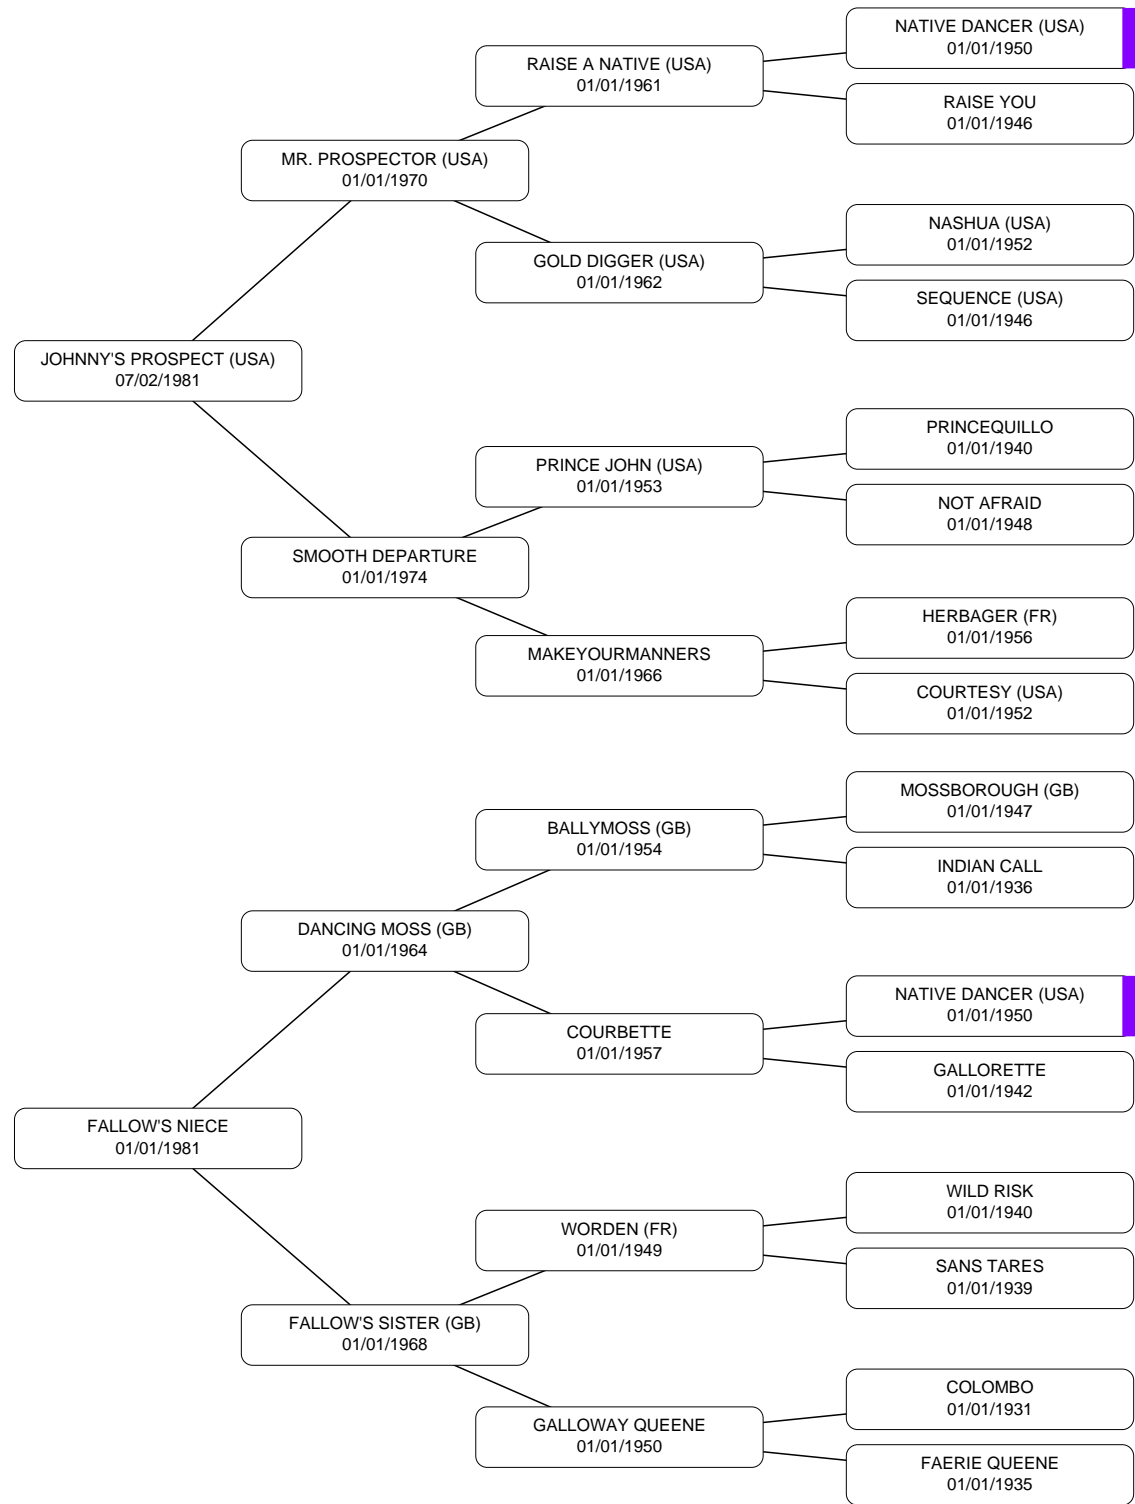 NATIVE DANCER (USA)
01/01/1950
RAISE A NATIVE (USA)
01/01/1961
RAISE YOU
01/01/1946
MR. PROSPECTOR (USA)
01/01/1970
NASHUA (USA)
01/01/1952
GOLD DIGGER (USA)
01/01/1962
SEQUENCE (USA)
01/01/1946
JOHNNY'S PROSPECT (USA)
07/02/1981
PRINCEQUILLO
01/01/1940
PRINCE JOHN (USA)
01/01/1953
NOT AFRAID
01/01/1948
SMOOTH DEPARTURE
01/01/1974
HERBAGER (FR)
01/01/1956
MAKEYOURMANNERS
01/01/1966
COURTESY (USA)
01/01/1952
MOSSBOROUGH (GB)
01/01/1947
BALLYMOSS (GB)
01/01/1954
INDIAN CALL
01/01/1936
DANCING MOSS (GB)
01/01/1964
NATIVE DANCER (USA)
01/01/1950
COURBETTE
01/01/1957
GALLORETTE
01/01/1942
FALLOW'S NIECE
01/01/1981
WILD RISK
01/01/1940
WORDEN (FR)
01/01/1949
SANS TARES
01/01/1939
FALLOW'S SISTER (GB)
01/01/1968
COLOMBO
01/01/1931
GALLOWAY QUEENE
01/01/1950
FAERIE QUEENE
01/01/1935